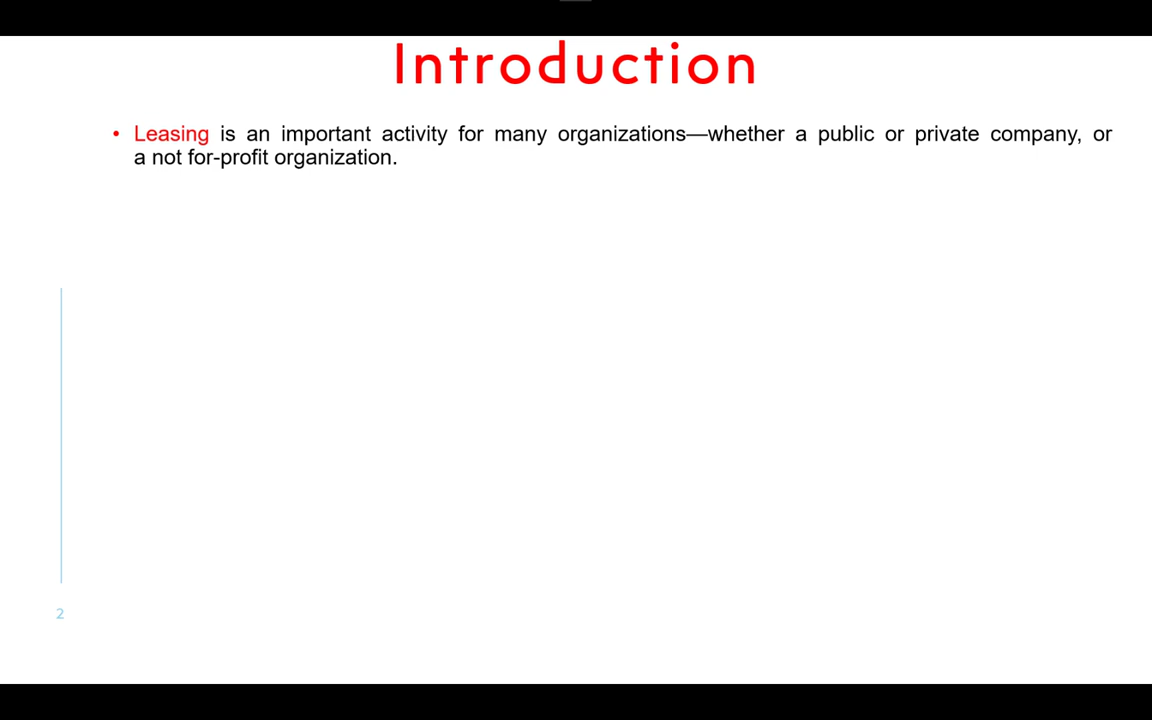 Introduction
• Leasing is an important activity for many organizations—whether a public or private company, or
a not for-profit organization.
2